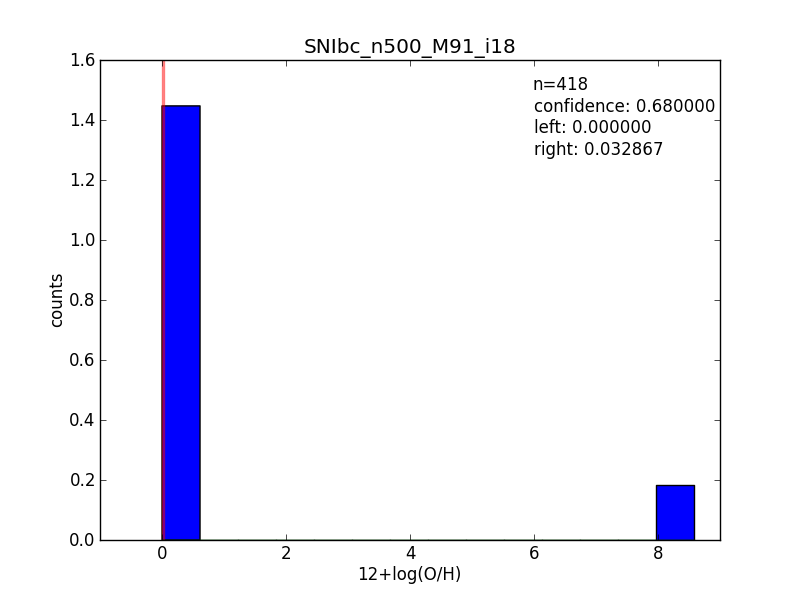 SNIbc_n500_M91_i18
n=418
confidence: 0.680000
left: 0.000000
right: 0.032867
1.6
1.4
1.2
1.0
0.8
0.6
0.4
0.2
0.0
counts
0 2 4 6 8
12+log(O/H)